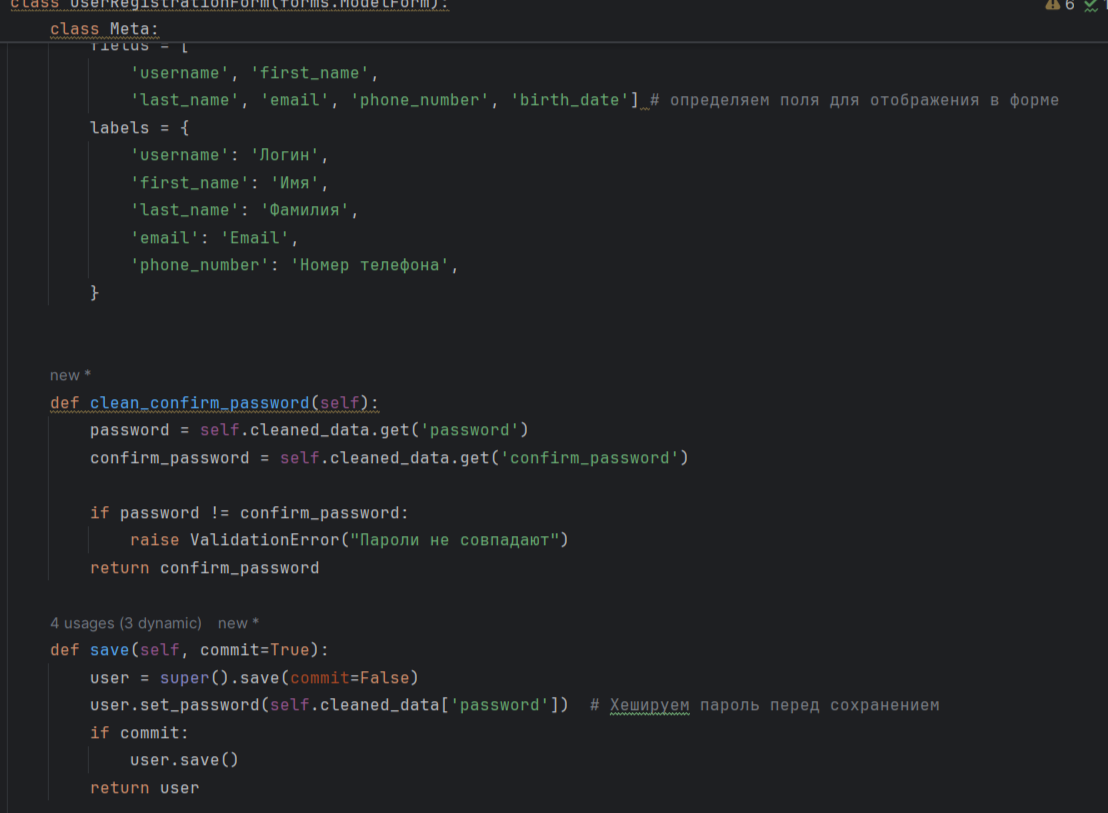 class UserRegistrationForm(forms.ModelForm): 6
class Meta:
fields = [
'username', 'first_name',
'last_name', 'email', 'phone_number', 'birth_date'] # определяем поля для отображения в форме
labels = {
'username': 'Логин',
'first_name': 'Имя',
'last_name': 'Фамилия',
'email': 'Email',
'phone_number': 'Номер телефона',
}
new *
def clean_confirm_password(self):
password = self.cleaned_data.get('password')
confirm_password = self.cleaned_data.get('confirm_password')
if password != confirm_password:
raise ValidationError("Пароли не совпадают")
return confirm_password
4 usages (3 dynamic) new *
def save(self, commit=True):
user = super().save(commit=False)
user.set_password(self.cleaned_data['password']) # Хешируем пароль перед сохранением
if commit:
user.save()
return user